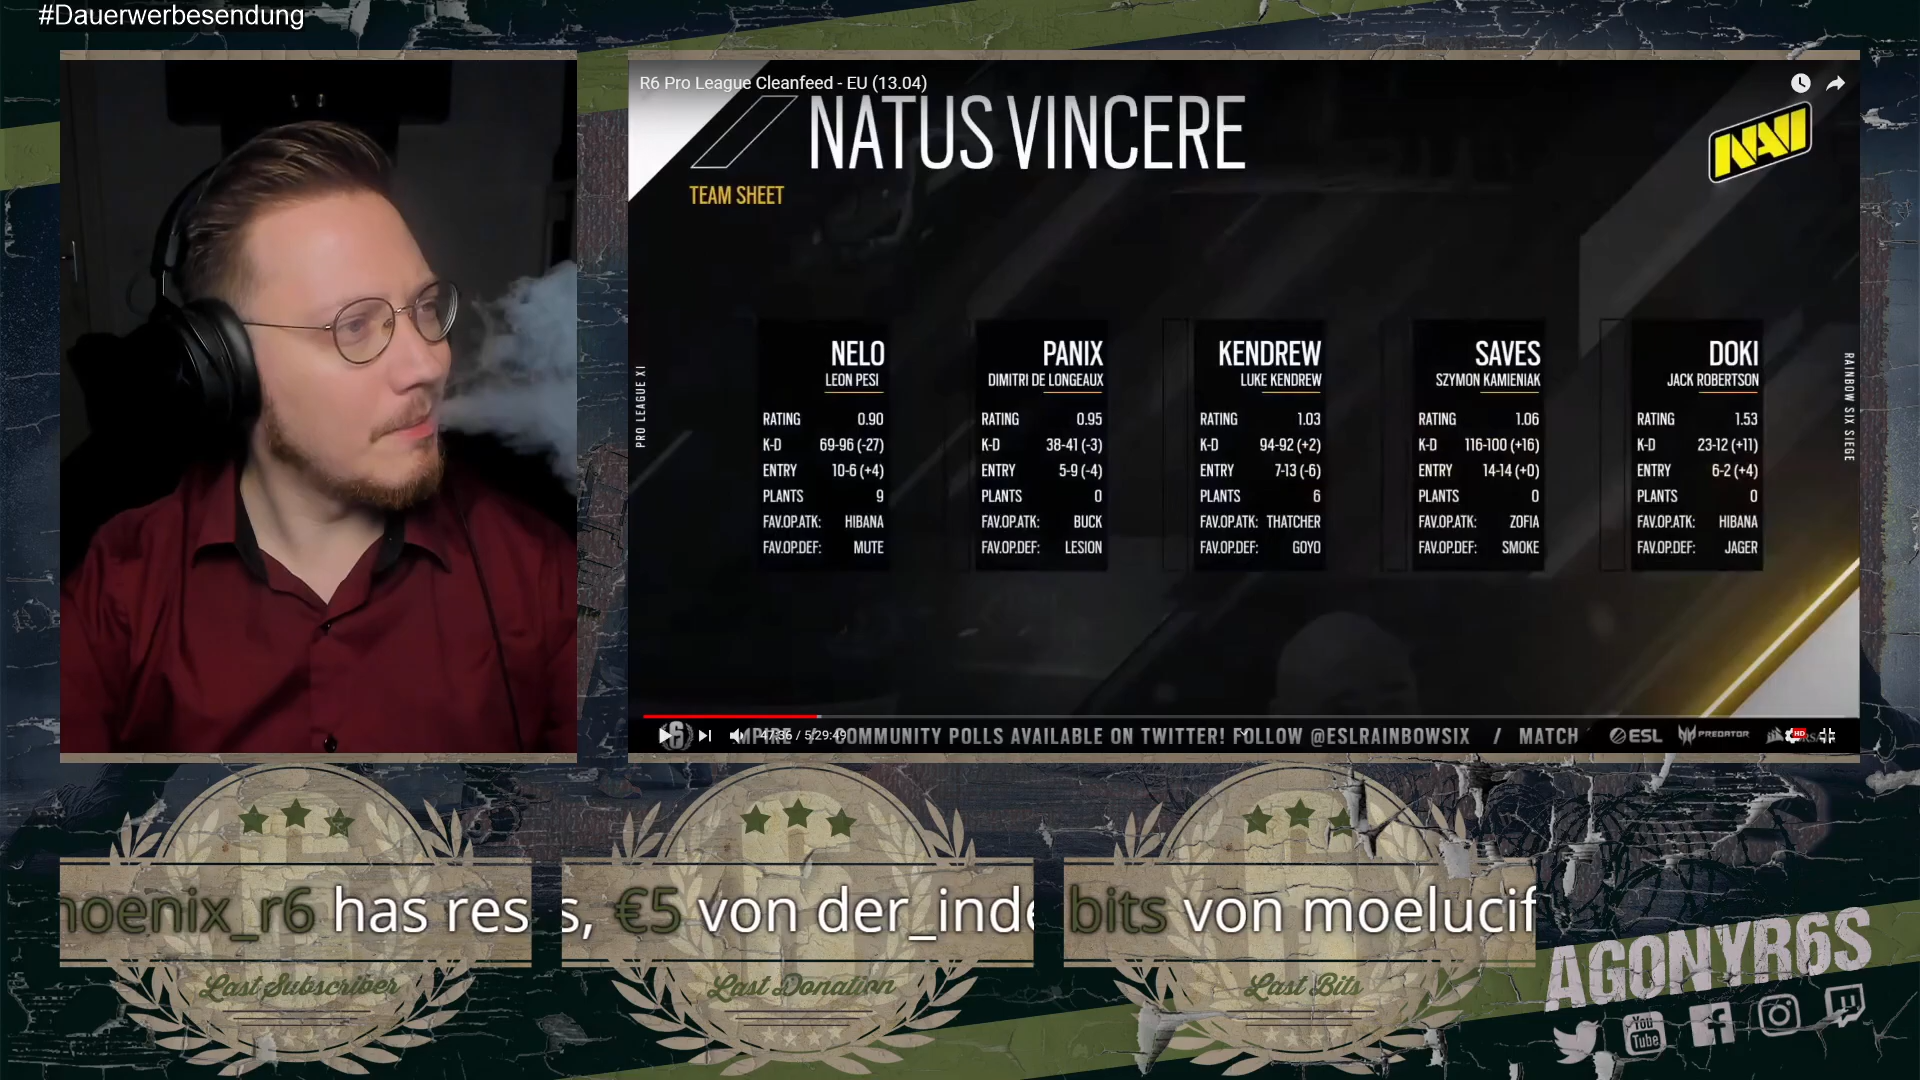 #Dauerwerbesendung
R6 Pro League Cleanfeed - EU (13.04)
NATUS VINCERE
NAVI
TEAM SHEET
PRO LEAGUE XI
RAINBOW SIX SIEGE
NELO
LEON PESI
RATING 0.90
K-D 69-96 (-27)
ENTRY 10-6 (+4)
PLANTS 9
FAV.OP.ATK: HIBANA
FAV.OP.DEF: MUTE
PANIX
DIMITRI DE LONGEAUX
RATING 0.95
K-D 38-41 (-3)
ENTRY 5-9 (-4)
PLANTS 0
FAV.OP.ATK: BUCK
FAV.OP.DEF: LESION
KENDREW
LUKE KENDREW
RATING 1.03
K-D 94-92 (+2)
ENTRY 7-13 (-6)
PLANTS 6
FAV.OP.ATK: THATCHER
FAV.OP.DEF: GOYO
SAVES
SZYMON KAMIENIAK
RATING 1.06
K-D 116-100 (+16)
ENTRY 14-14 (+0)
PLANTS 0
FAV.OP.ATK: ZOFIA
FAV.OP.DEF: SMOKE
DOKI
JACK ROBERTSON
RATING 1.53
K-D 23-12 (+11)
ENTRY 6-2 (+4)
PLANTS 0
FAV.OP.ATK: HIBANA
FAV.OP.DEF: JAGER
47:36 / 5:29:49
COMMUNITY POLLS AVAILABLE ON TWITTER! FOLLOW @ESLRAINBOWSIX / MATCH
ESL PREDATOR
HD
hoenix_r6 has res
s, €5 von der_inde
bits von moelucif
Last Subscriber
Last Donation
Last Bits
AGONYR6S
You Tube